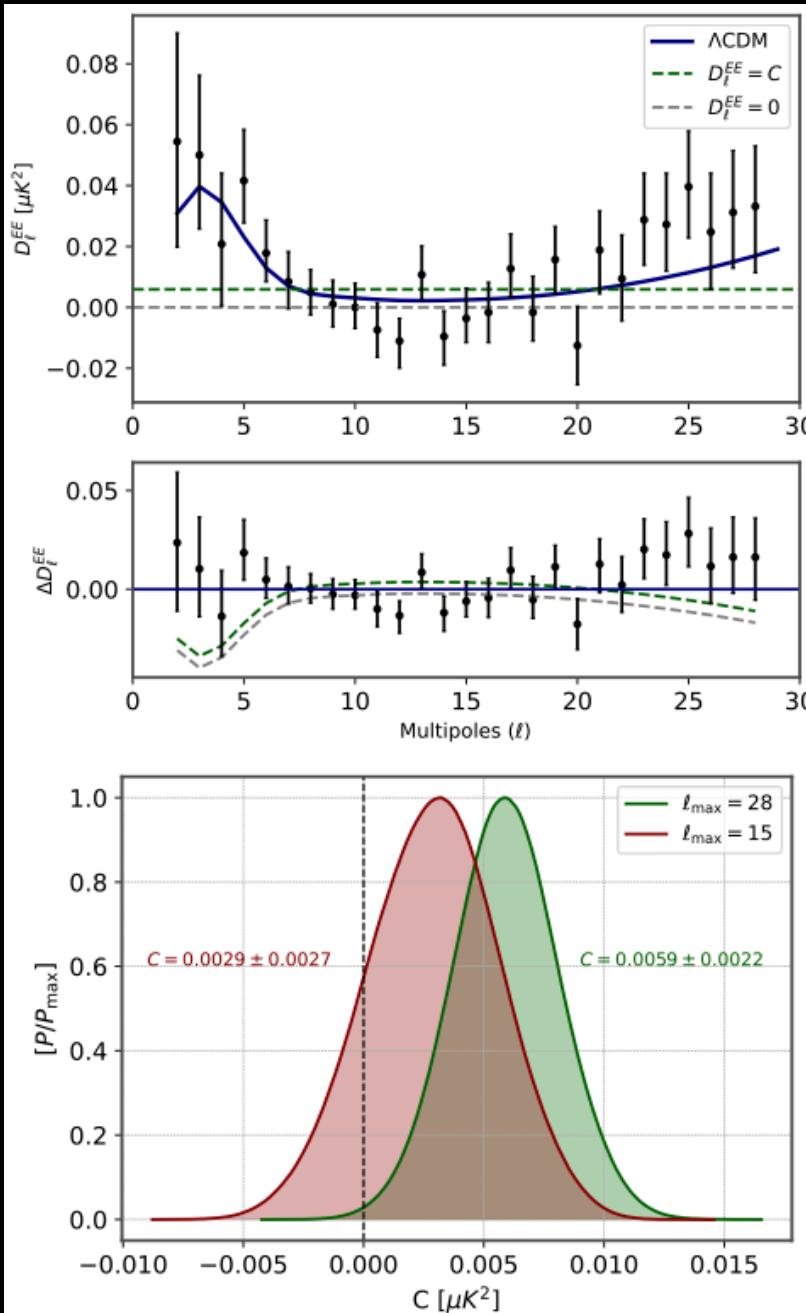 ΛCDM
D_ℓ^{EE} = C
D_ℓ^{EE} = 0
D_ℓ^{EE} [μK²]
0.08
0.06
0.04
0.02
0.00
−0.02
0 5 10 15 20 25 30
ΔD_ℓ^{EE}
0.05
0.00
0 5 10 15 20 25 30
Multipoles (ℓ)
ℓ_max = 28
ℓ_max = 15
[P/P_max]
1.0
0.8
0.6
0.4
0.2
0.0
C = 0.0029 ± 0.0027
C = 0.0059 ± 0.0022
−0.010 −0.005 0.000 0.005 0.010 0.015
C [μK²]